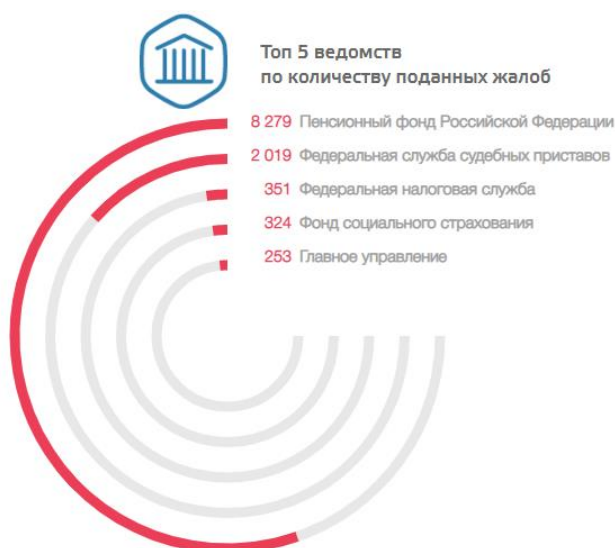 Топ 5 ведомств
по количеству поданных жалоб
8 279 Пенсионный фонд Российской Федерации
2 019 Федеральная служба судебных приставов
351 Федеральная налоговая служба
324 Фонд социального страхования
253 Главное управление